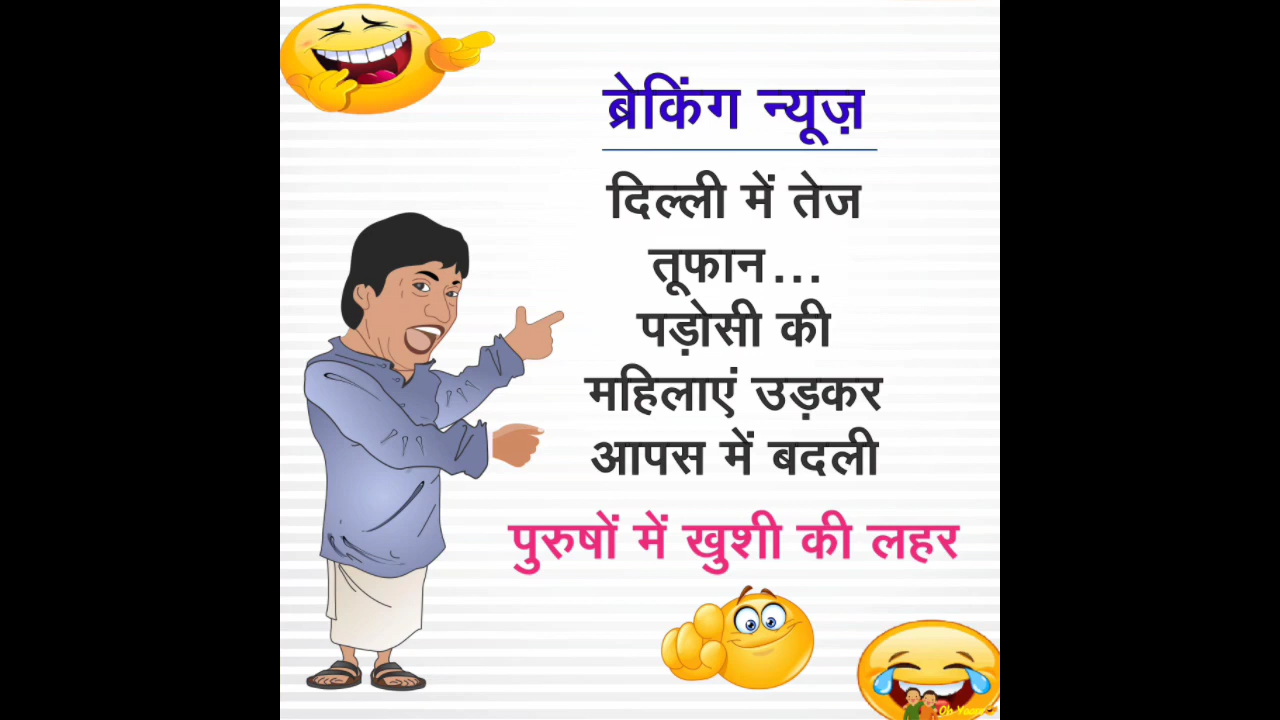 ब्रेकिंग न्यूज़
दिल्ली में तेज
तूफान...
पड़ोसी की
महिलाएं उड़कर
आपस में बदली
पुरुषों में खुशी की लहर